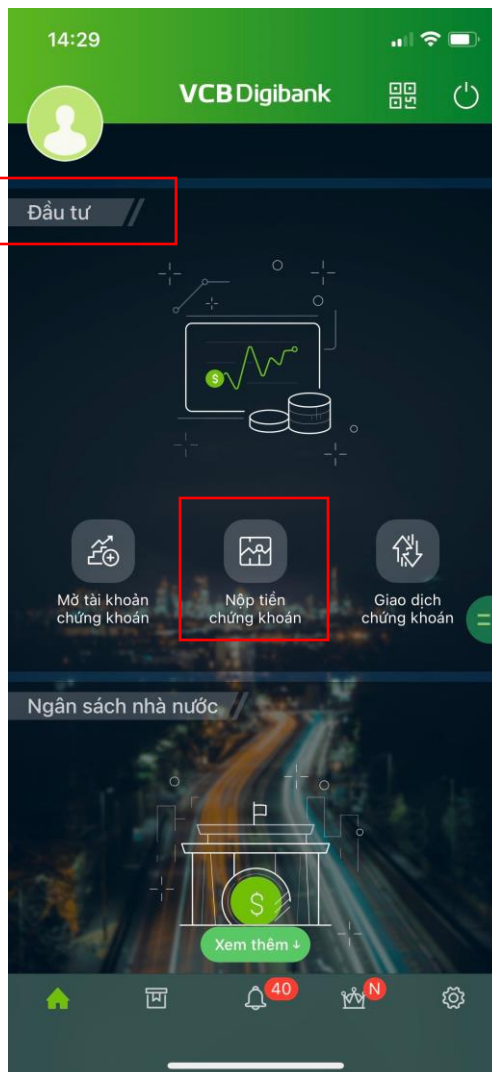 14:29
VCB Digibank
Đầu tư
$
Mở tài khoản
chứng khoán
Nộp tiền
chứng khoán
Giao dịch
chứng khoán
Ngân sách nhà nước
$
Xem thêm ↓
40
N